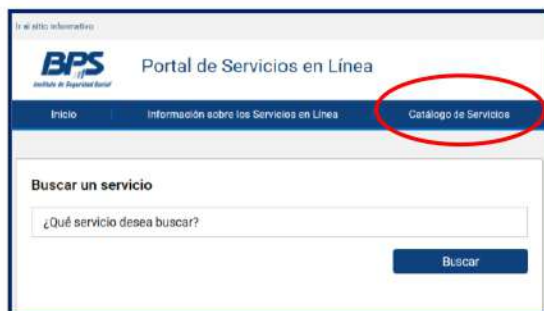 Ir al sitio informativo
BPS
Instituto de Seguridad Social
Portal de Servicios en Línea
Inicio
Información sobre los Servicios en Línea
Catálogo de Servicios
Buscar un servicio
¿Qué servicio desea buscar?
Buscar